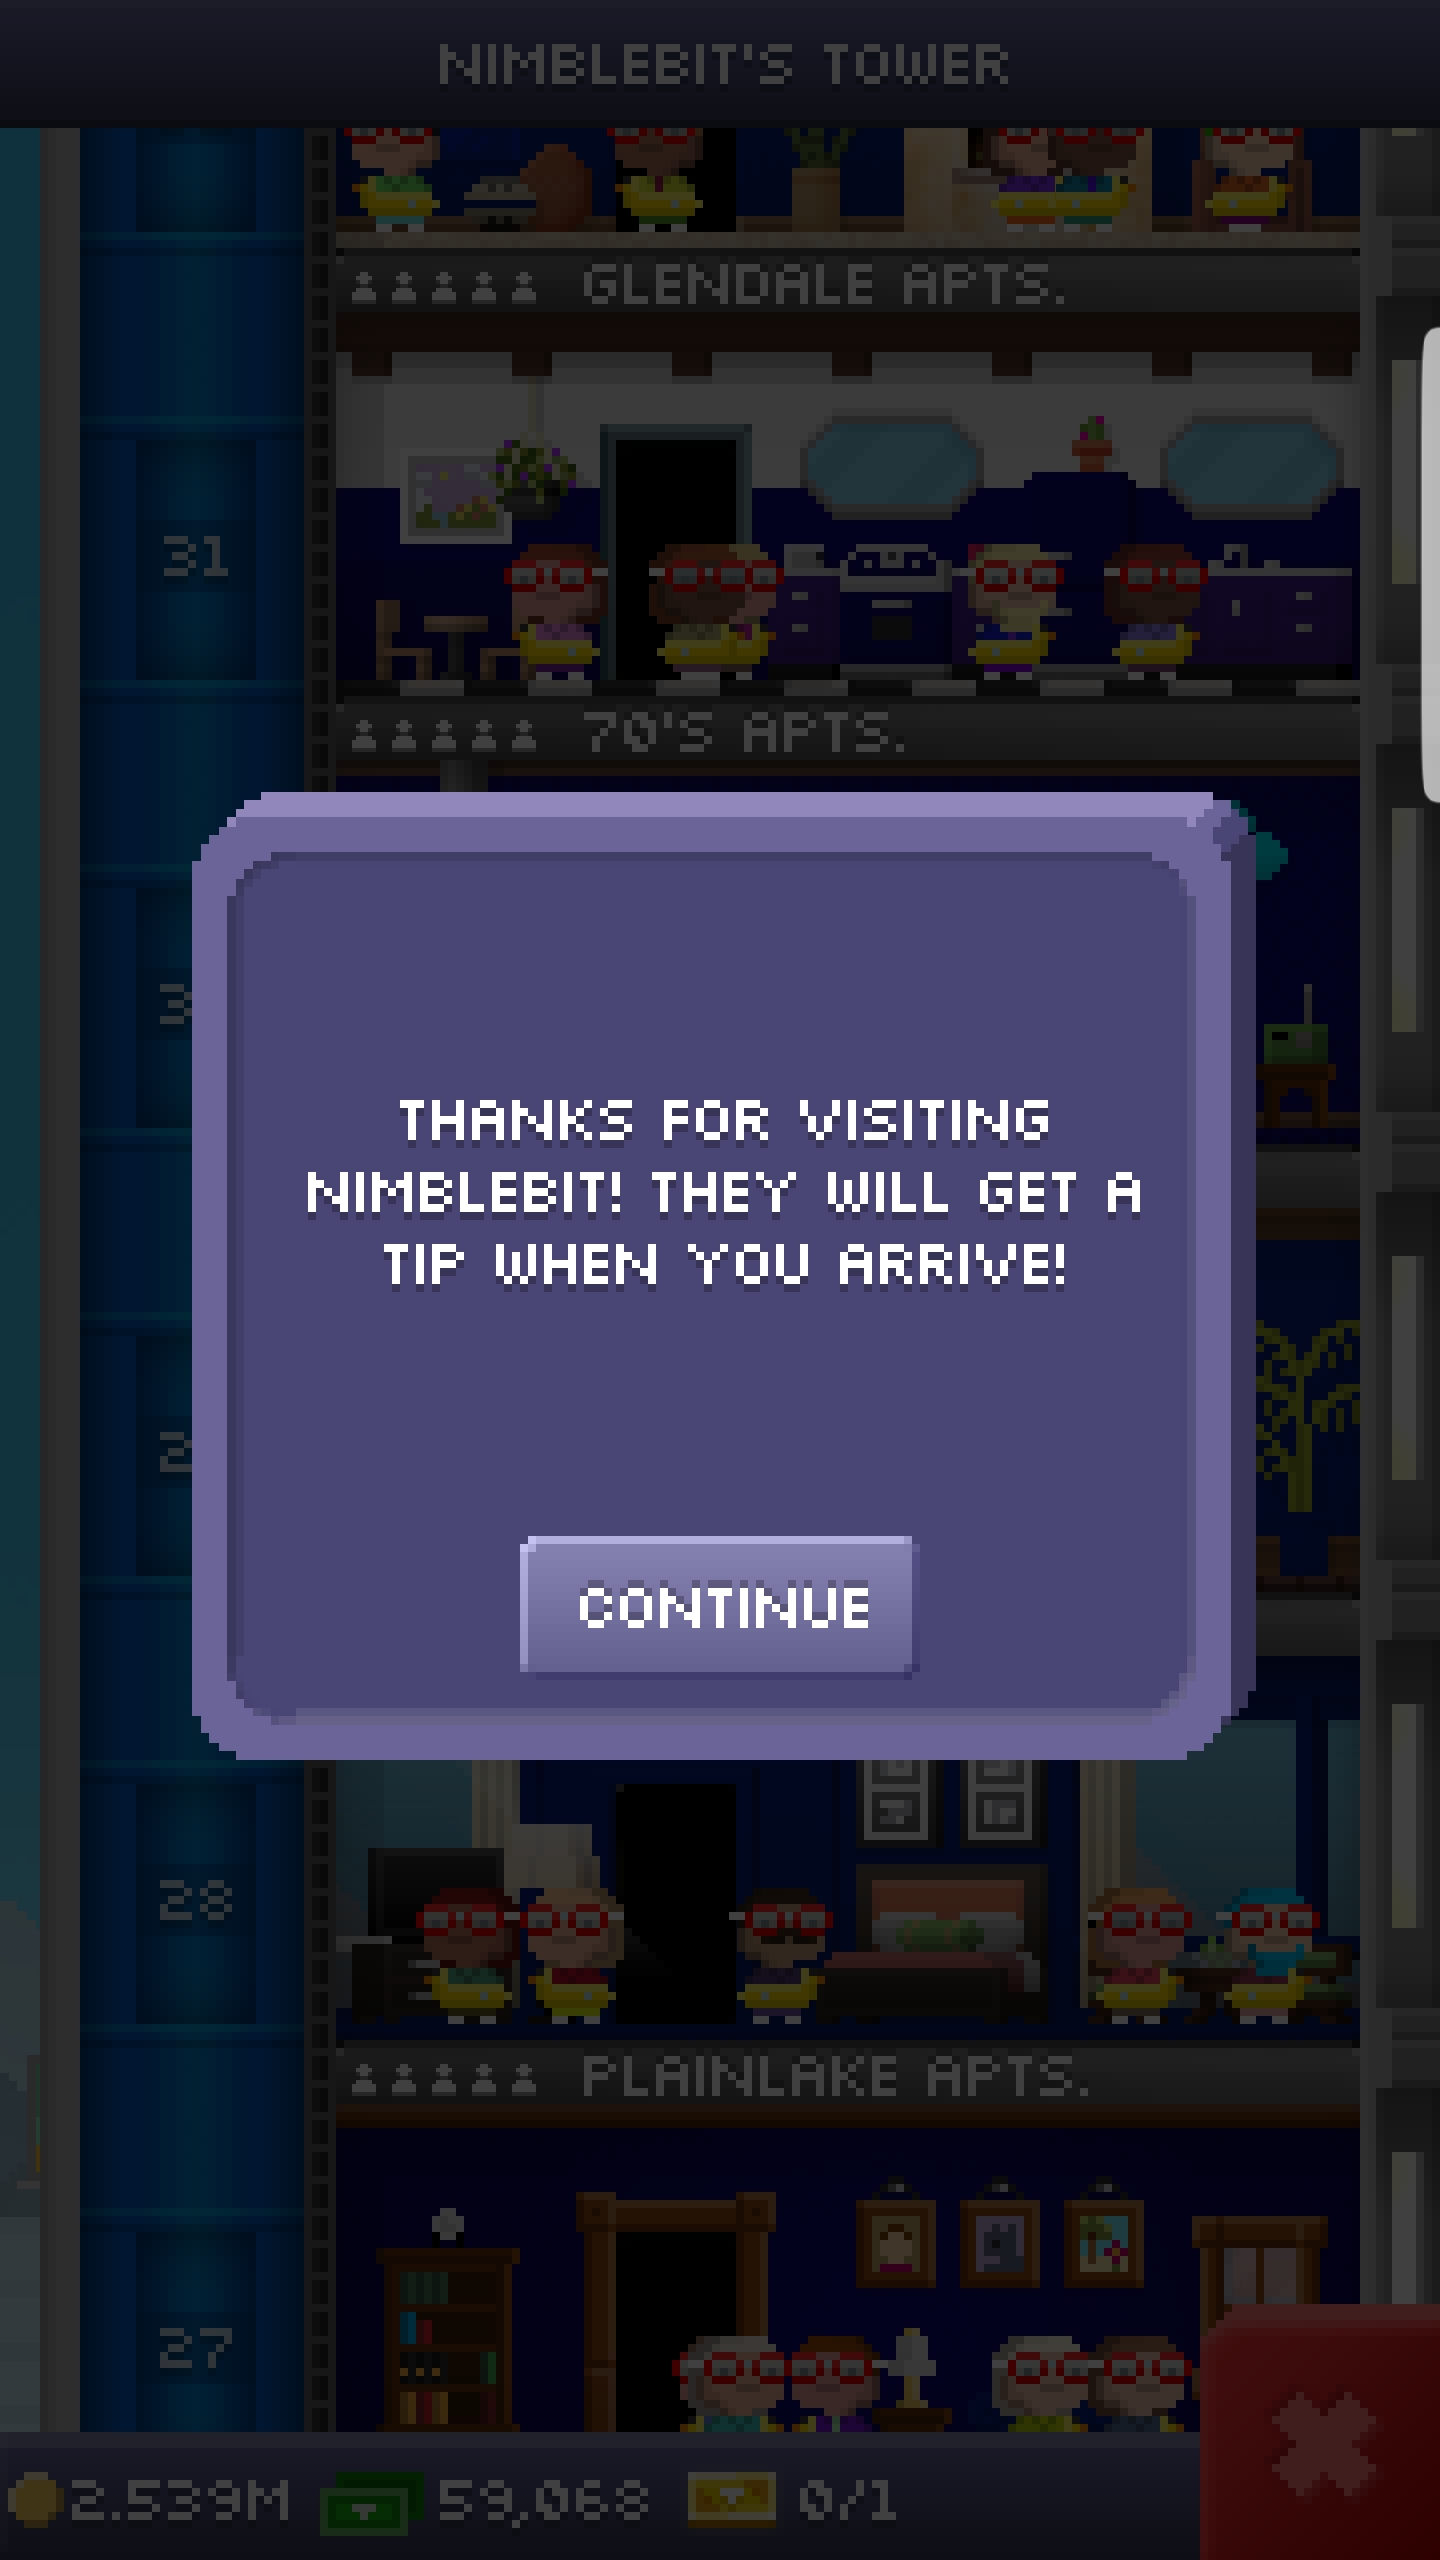 NIMBLEBIT'S TOWER
GLENDALE APTS.
31
70'S APTS.
THANKS FOR VISITING
NIMBLEBIT! THEY WILL GET A
TIP WHEN YOU ARRIVE!
CONTINUE
28
PLAINLAKE APTS.
27
2.539M 59,068 0/1